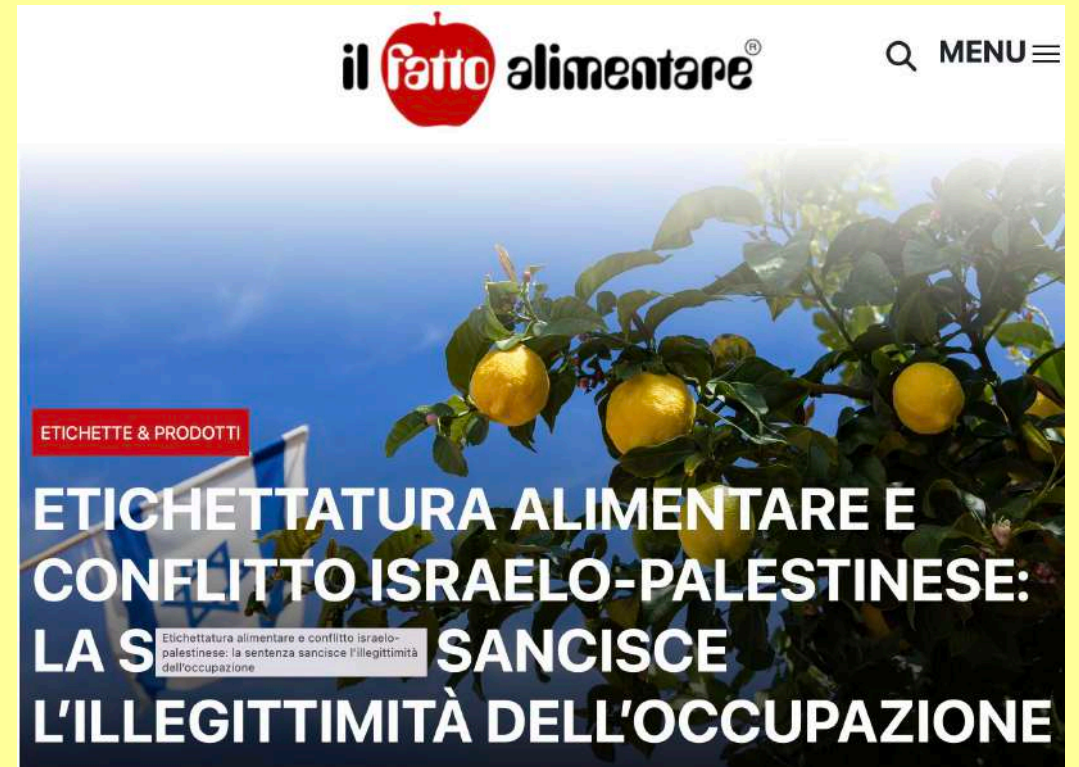 il fatto alimentare®
MENU
ETICHETTE & PRODOTTI
ETICHETTATURA ALIMENTARE E
CONFLITTO ISRAELO-PALESTINESE:
LA S SANCISCE
Etichettatura alimentare e conflitto israelo-
palestinese: la sentenza sancisce l'illegittimità
dell'occupazione
L'ILLEGITTIMITÀ DELL'OCCUPAZIONE